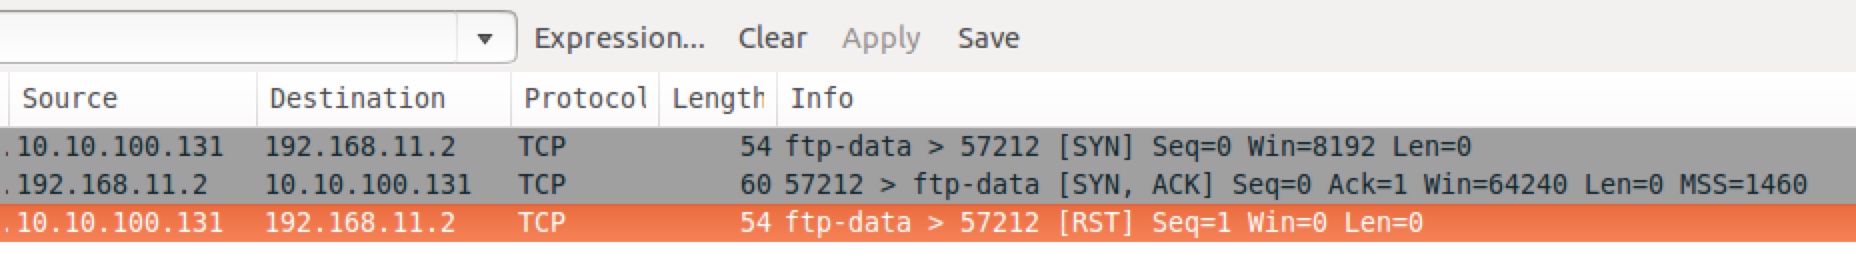 Expression... Clear Apply Save
Source Destination Protocol Length Info
.10.10.100.131 192.168.11.2 TCP 54 ftp-data > 57212 [SYN] Seq=0 Win=8192 Len=0
.192.168.11.2 10.10.100.131 TCP 60 57212 > ftp-data [SYN, ACK] Seq=0 Ack=1 Win=64240 Len=0 MSS=1460
.10.10.100.131 192.168.11.2 TCP 54 ftp-data > 57212 [RST] Seq=1 Win=0 Len=0